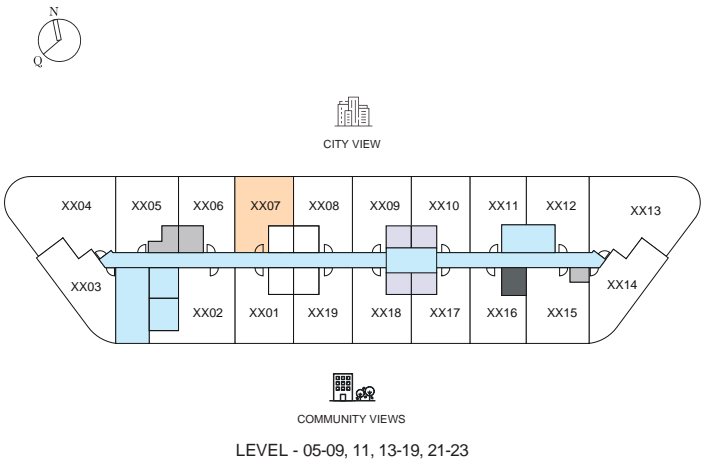 N
Q
CITY VIEW
XX04 XX05 XX06 XX07 XX08 XX09 XX10 XX11 XX12 XX13
XX03 XX14
XX02 XX01 XX19 XX18 XX17 XX16 XX15
COMMUNITY VIEWS
LEVEL - 05-09, 11, 13-19, 21-23